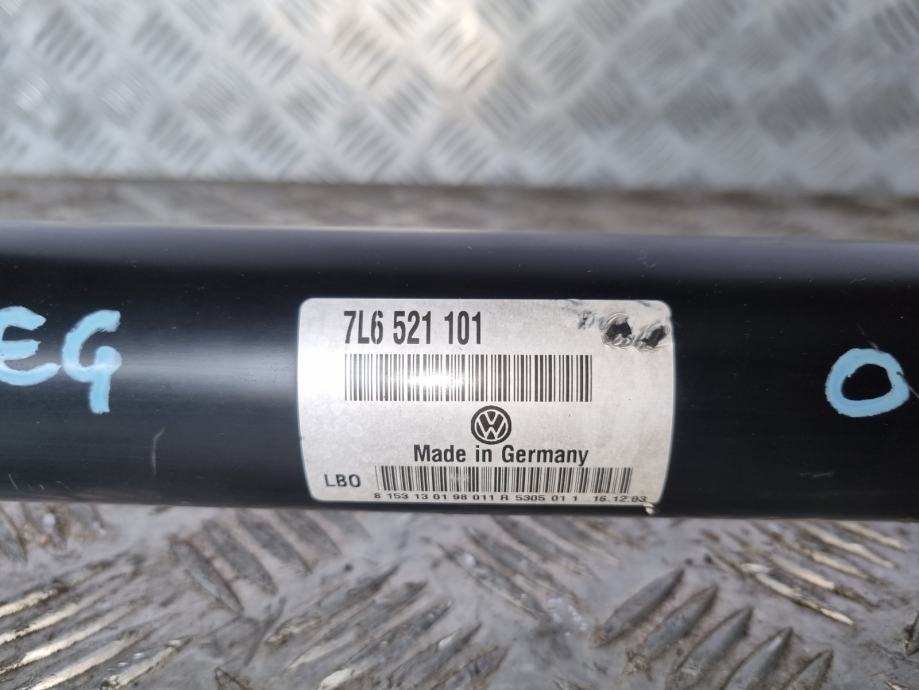 7L6 521 101
EG
O
Made in Germany
LBO
8 153 13 01 98 011 R 5305 01 1 16.12.03